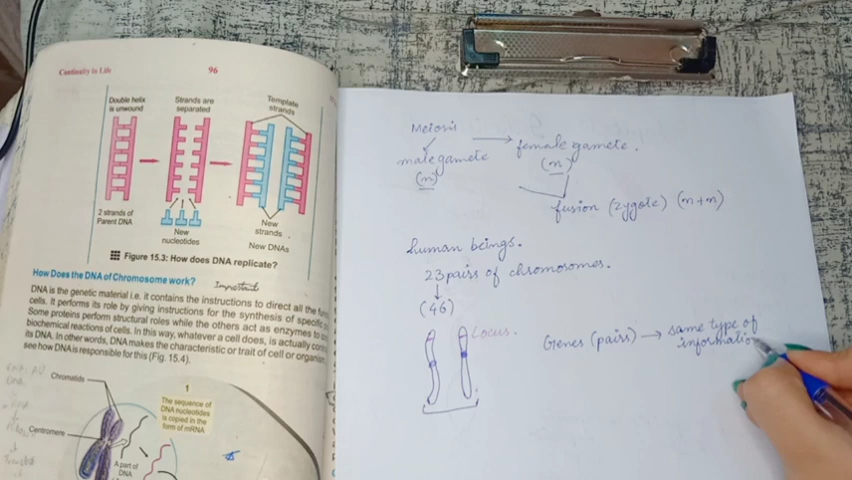 Continuity in Life
96
Double helix
is unwound
Strands are
separated
Template
strands
2 strands of
Parent DNA
New
nucleotides
New
strands
New DNAs
Figure 15.3: How does DNA replicate?
How Does the DNA of Chromosome work?
Important
DNA is the genetic material i.e. it contains the instructions to direct all the
cells. It performs its role by giving instructions for the synthesis of specific
Some proteins perform structural roles while the others act as enzymes to
biochemical reactions of cells. In this way, whatever a cell does, is actually
its DNA. In other words, DNA makes the characteristic or trait of cell or
see how DNA is responsible for this (Fig. 15.4).
Chromatids
Centromere
1
The sequence of
DNA nucleotides
is copied in the
form of mRNA
A part of
DNA
Meiosis
male gamete
(n)
female gamete.
(n)
fusion (zygote) (n+n)
human beings.
23 pairs of chromosomes.
(46)
Locus.
Genes (pairs) → same type of
informatio